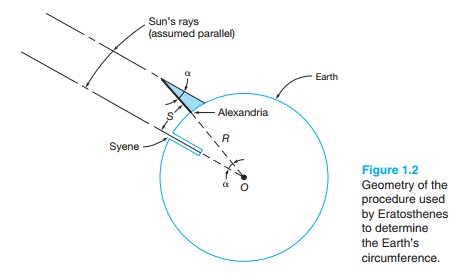 Sun's rays
(assumed parallel)
α
Earth
S
Alexandria
R
Syene
α
O
Figure 1.2
Geometry of the
procedure used
by Eratosthenes
to determine
the Earth's
circumference.